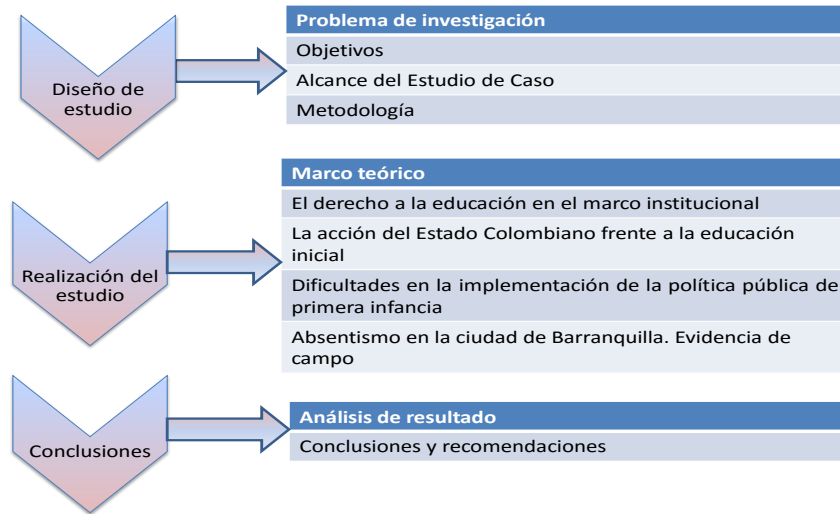 Diseño de
estudio
Problema de investigación
Objetivos
Alcance del Estudio de Caso
Metodología
Realización del
estudio
Marco teórico
El derecho a la educación en el marco institucional
La acción del Estado Colombiano frente a la educación
inicial
Dificultades en la implementación de la política pública de
primera infancia
Absentismo en la ciudad de Barranquilla. Evidencia de
campo
Conclusiones
Análisis de resultado
Conclusiones y recomendaciones